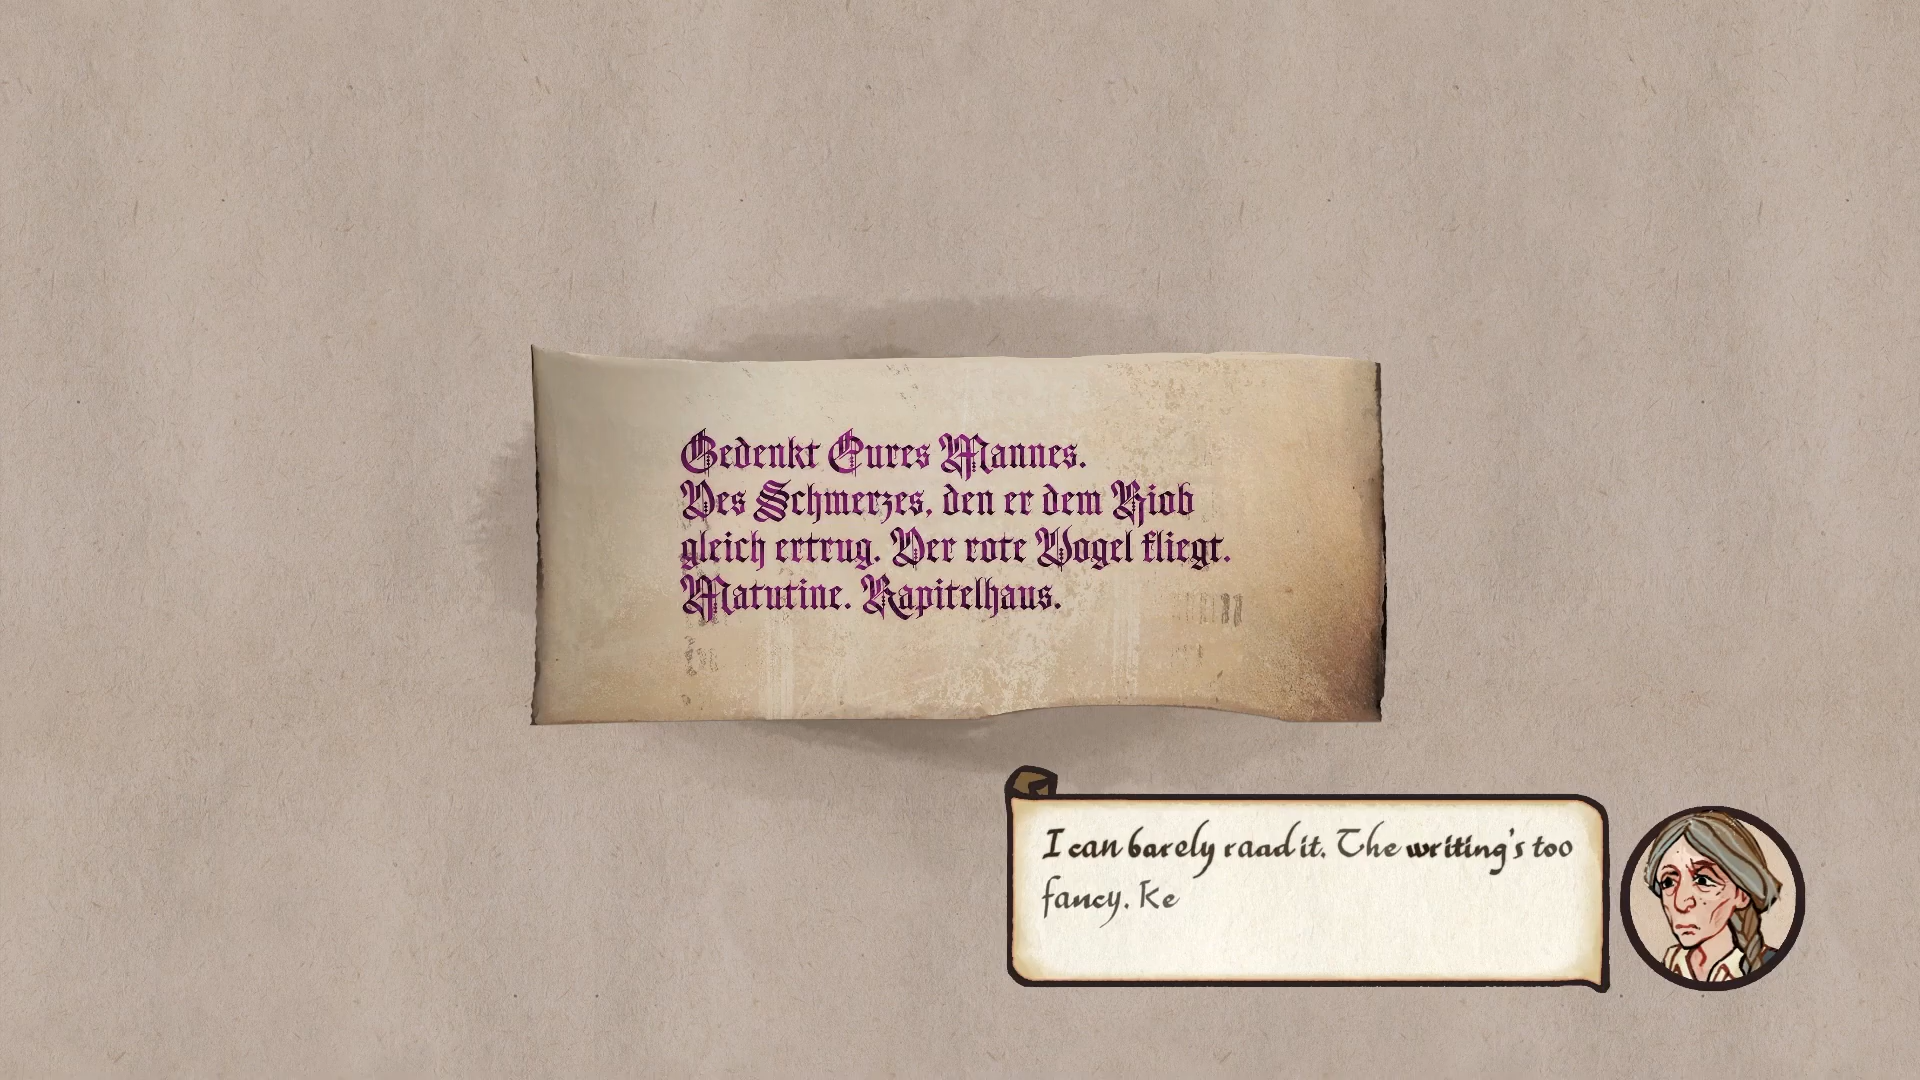 Gedenkt Eures Mannes.
Des Schmerzes, den er dem Hiob
gleich ertrug. Der rote Vogel fliegt.
Matutine. Kapitelhaus.
I can barely raad it. The writing's too
fancy. Ke